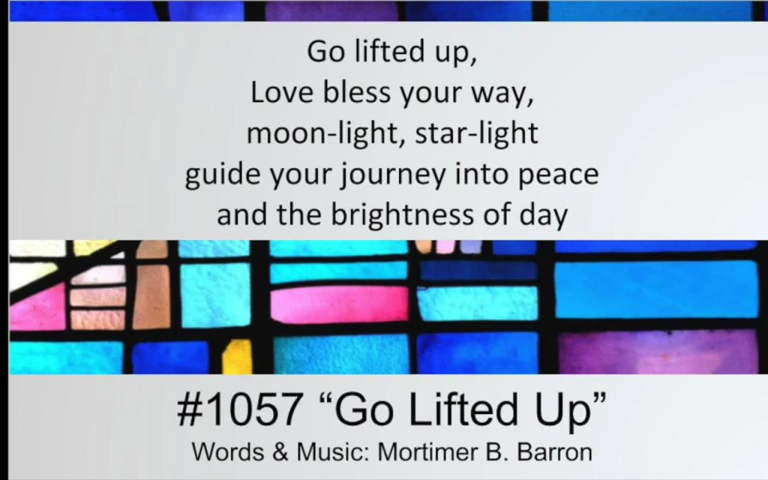 Go lifted up,
Love bless your way,
moon-light, star-light
guide your journey into peace
and the brightness of day
#1057 “Go Lifted Up”
Words & Music: Mortimer B. Barron